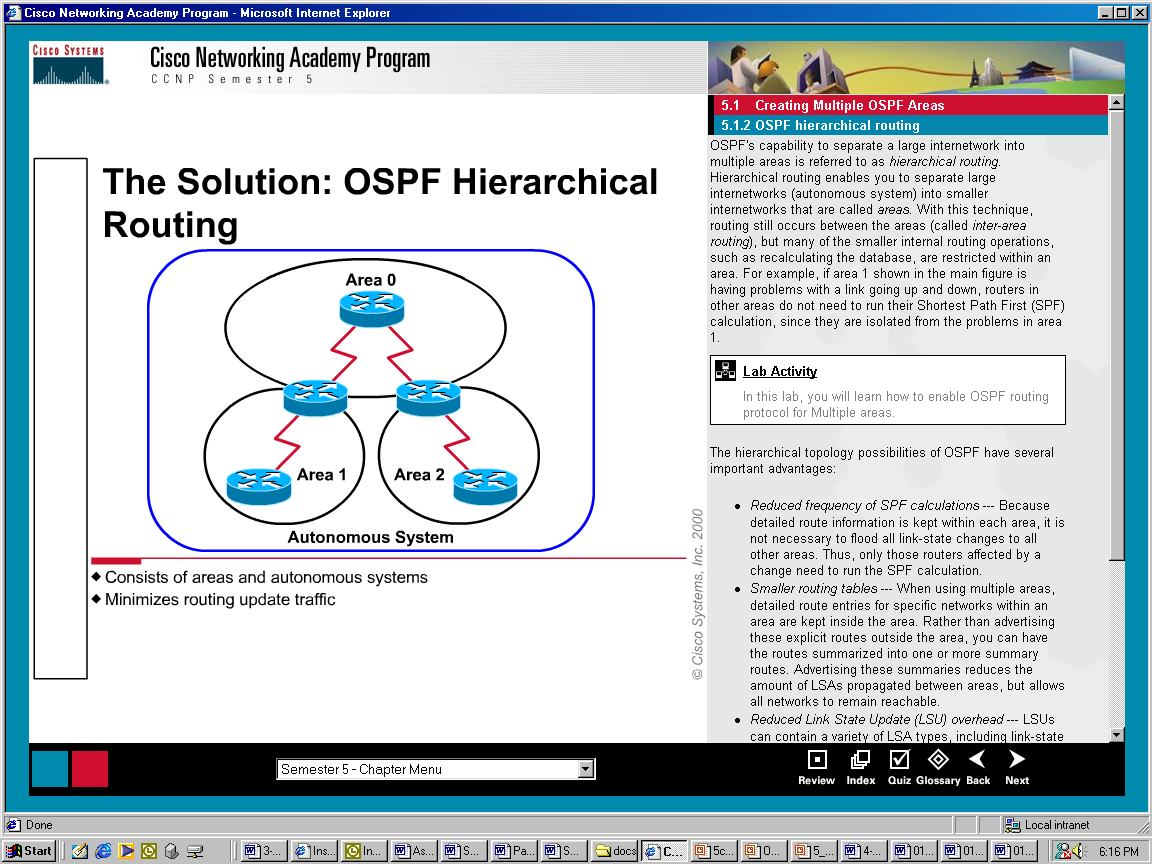 Cisco Networking Academy Program - Microsoft Internet Explorer
CISCO SYSTEMS
Cisco Networking Academy Program
CCNP Semester 5
5.1 Creating Multiple OSPF Areas
5.1.2 OSPF hierarchical routing
The Solution: OSPF Hierarchical
Routing
Area 0
Area 1
Area 2
Autonomous System
◆ Consists of areas and autonomous systems
◆ Minimizes routing update traffic
© Cisco Systems, Inc. 2000
OSPF's capability to separate a large internetwork into
multiple areas is referred to as hierarchical routing.
Hierarchical routing enables you to separate large
internetworks (autonomous system) into smaller
internetworks that are called areas. With this technique,
routing still occurs between the areas (called inter-area
routing), but many of the smaller internal routing operations,
such as recalculating the database, are restricted within an
area. For example, if area 1 shown in the main figure is
having problems with a link going up and down, routers in
other areas do not need to run their Shortest Path First (SPF)
calculation, since they are isolated from the problems in area
1.
Lab Activity
In this lab, you will learn how to enable OSPF routing
protocol for Multiple areas.
The hierarchical topology possibilities of OSPF have several
important advantages:
• Reduced frequency of SPF calculations --- Because
detailed route information is kept within each area, it is
not necessary to flood all link-state changes to all
other areas. Thus, only those routers affected by a
change need to run the SPF calculation.
• Smaller routing tables --- When using multiple areas,
detailed route entries for specific networks within an
area are kept inside the area. Rather than advertising
these explicit routes outside the area, you can have
the routes summarized into one or more summary
routes. Advertising these summaries reduces the
amount of LSAs propagated between areas, but allows
all networks to remain reachable.
• Reduced Link State Update (LSU) overhead --- LSUs
can contain a variety of LSA types, including link-state
Semester 5 - Chapter Menu
Review Index Quiz Glossary Back Next
Done
Local intranet
Start 3-... Ins... In... As... S... Pa... S... docs C... 5c... O... 5_... 4-... 01... 01... 01... 01... 6:16 PM